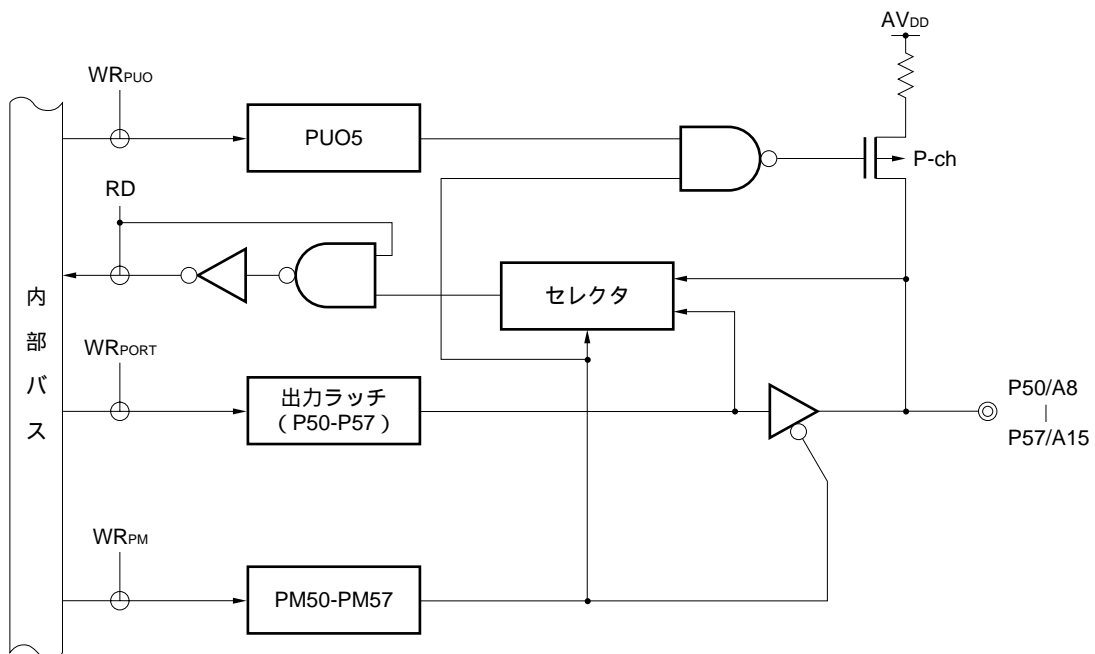 AVDD
WRPUO
PUO5
P-ch
RD
セレクタ
内部バス
WRPORT
出力ラッチ
（P50-P57）
P50/A8
P57/A15
WRPM
PM50-PM57